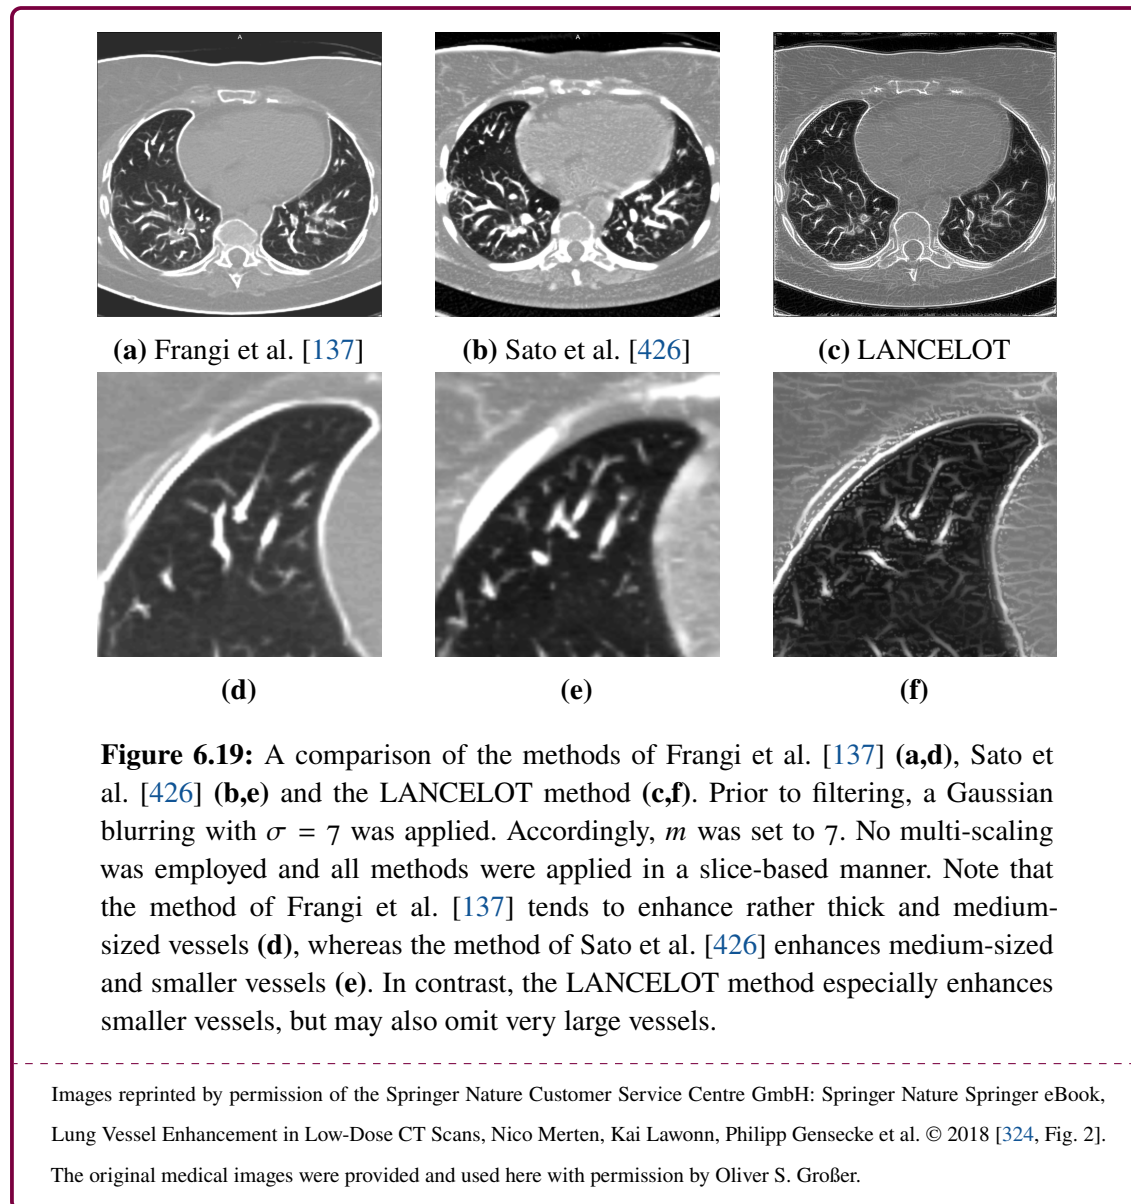 A
A
(a) Frangi et al. [137]
(b) Sato et al. [426]
(c) LANCELOT
(d)
(e)
(f)
Figure 6.19: A comparison of the methods of Frangi et al. [137] (a,d), Sato et
al. [426] (b,e) and the LANCELOT method (c,f). Prior to filtering, a Gaussian
blurring with σ = 7 was applied. Accordingly, m was set to 7. No multi-scaling
was employed and all methods were applied in a slice-based manner. Note that
the method of Frangi et al. [137] tends to enhance rather thick and medium-
sized vessels (d), whereas the method of Sato et al. [426] enhances medium-sized
and smaller vessels (e). In contrast, the LANCELOT method especially enhances
smaller vessels, but may also omit very large vessels.
Images reprinted by permission of the Springer Nature Customer Service Centre GmbH: Springer Nature Springer eBook,
Lung Vessel Enhancement in Low-Dose CT Scans, Nico Merten, Kai Lawonn, Philipp Gensecke et al. © 2018 [324, Fig. 2].
The original medical images were provided and used here with permission by Oliver S. Großer.